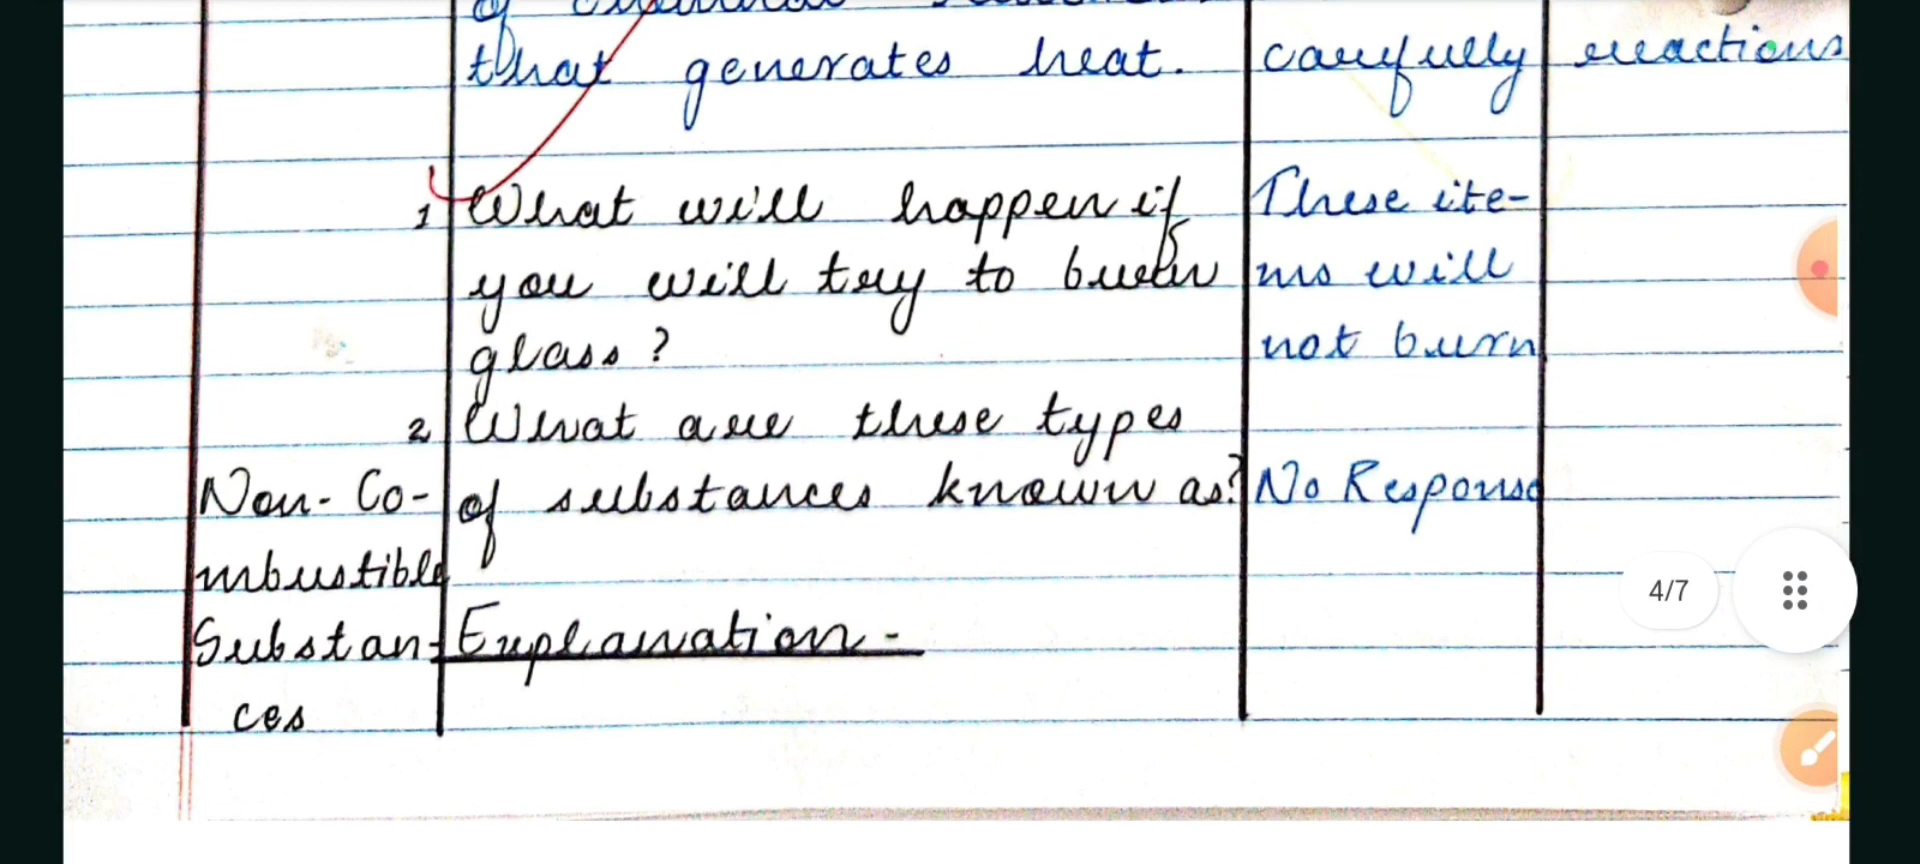 that generates heat. carefully reactions
1 What will happen if These ite-
you will try to burn ms will
glass? not burn
2 What are these types
Non-Co- of substances known as? No Response
mbustible
Substan- Explanation -
ces
4/7